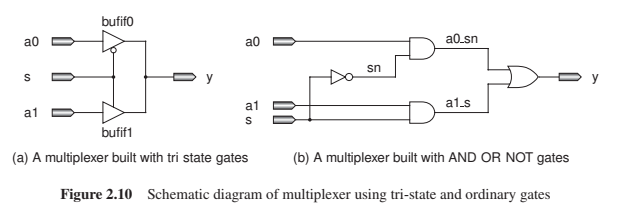 bufif0
a0
s
y
a1
bufif1
a0
a0_sn
sn
y
a1
s
a1_s
(a) A multiplexer built with tri state gates
(b) A multiplexer built with AND OR NOT gates
Figure 2.10 Schematic diagram of multiplexer using tri-state and ordinary gates